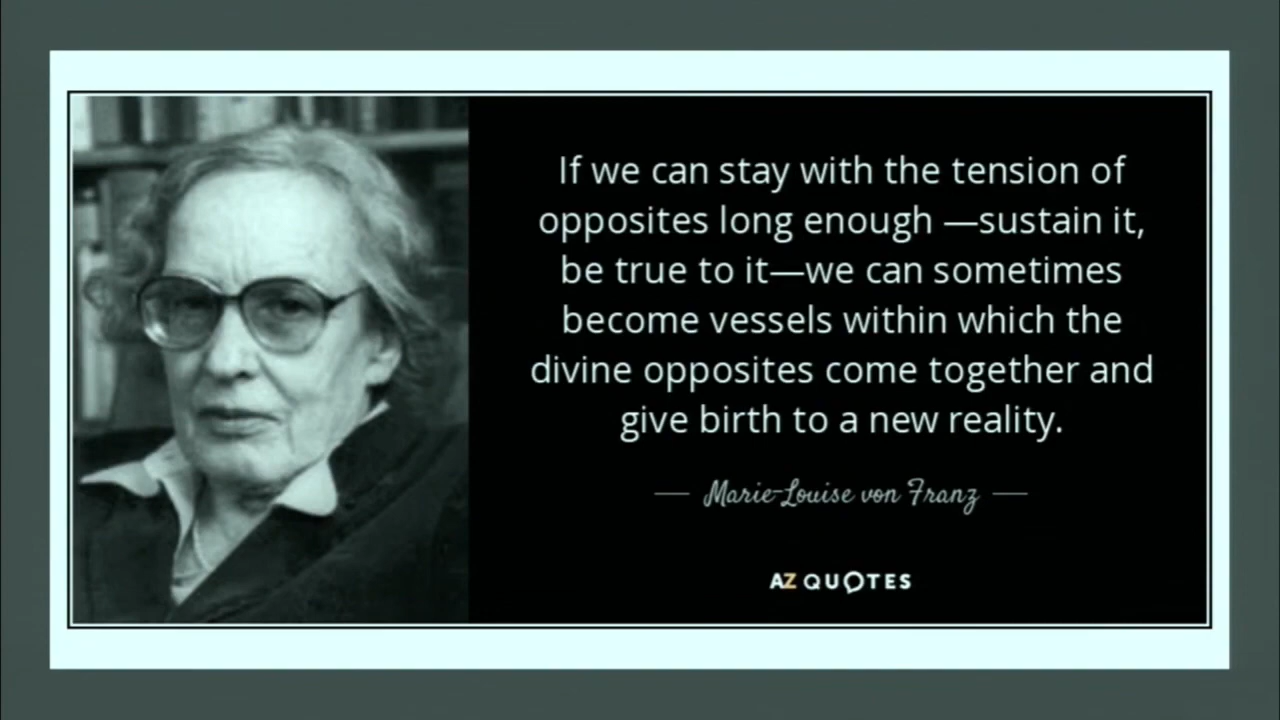 If we can stay with the tension of
opposites long enough —sustain it,
be true to it—we can sometimes
become vessels within which the
divine opposites come together and
give birth to a new reality.
— Marie-Louise von Franz —
AZ QUOTES